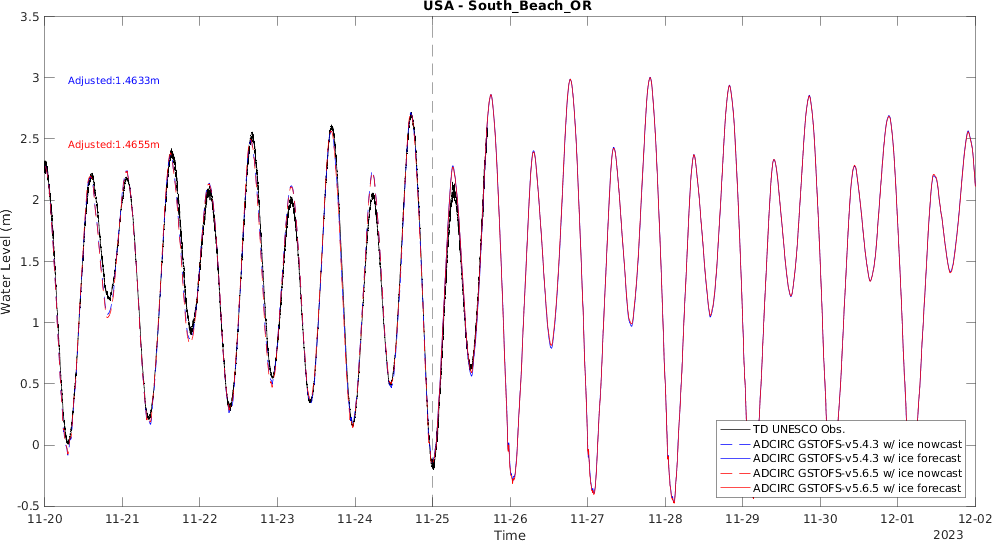 USA - South_Beach_OR
3.5
3
2.5
2
1.5
1
0.5
0
-0.5
Water Level (m)
Adjusted:1.4633m
Adjusted:1.4655m
TD UNESCO Obs.
ADCIRC GSTOFS-v5.4.3 w/ ice nowcast
ADCIRC GSTOFS-v5.4.3 w/ ice forecast
ADCIRC GSTOFS-v5.6.5 w/ ice nowcast
ADCIRC GSTOFS-v5.6.5 w/ ice forecast
11-20 11-21 11-22 11-23 11-24 11-25 11-26 11-27 11-28 11-29 11-30 12-01 12-02
Time
2023